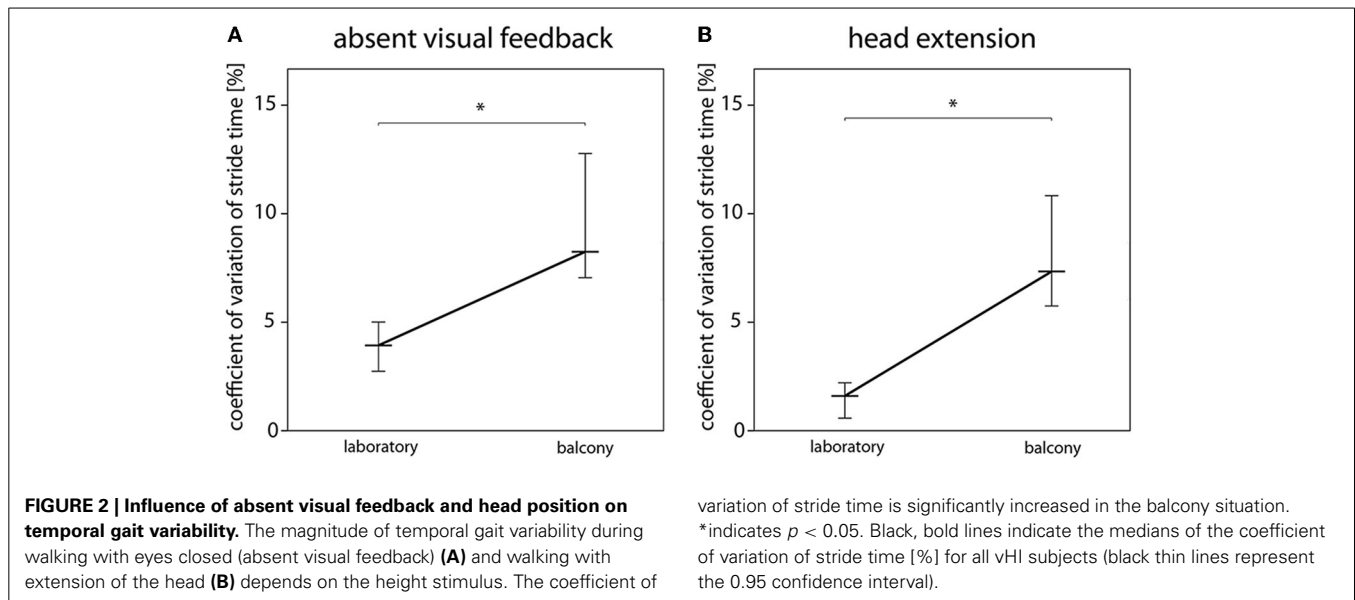 A absent visual feedback
coefficient of variation of stride time [%]
15
10
5
0
*
laboratory balcony
B head extension
coefficient of variation of stride time [%]
15
10
5
0
*
laboratory balcony
FIGURE 2 | Influence of absent visual feedback and head position on
temporal gait variability. The magnitude of temporal gait variability during
walking with eyes closed (absent visual feedback) (A) and walking with
extension of the head (B) depends on the height stimulus. The coefficient of
variation of stride time is significantly increased in the balcony situation.
*indicates p < 0.05. Black, bold lines indicate the medians of the coefficient
of variation of stride time [%] for all vHI subjects (black thin lines represent
the 0.95 confidence interval).